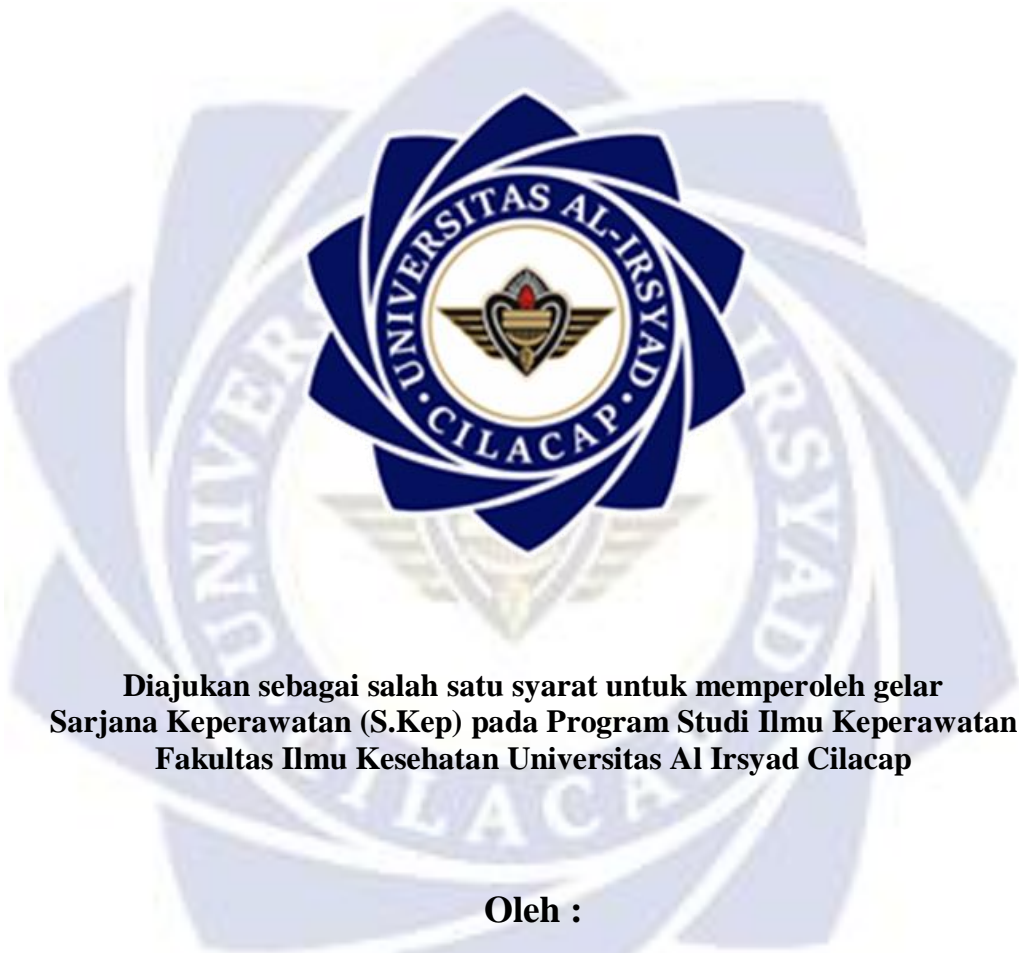 UNIVERSITAS AL-IRSYAD
CILACAP
Diajukan sebagai salah satu syarat untuk memperoleh gelar
Sarjana Keperawatan (S.Kep) pada Program Studi Ilmu Keperawatan
Fakultas Ilmu Kesehatan Universitas Al Irsyad Cilacap
Oleh :